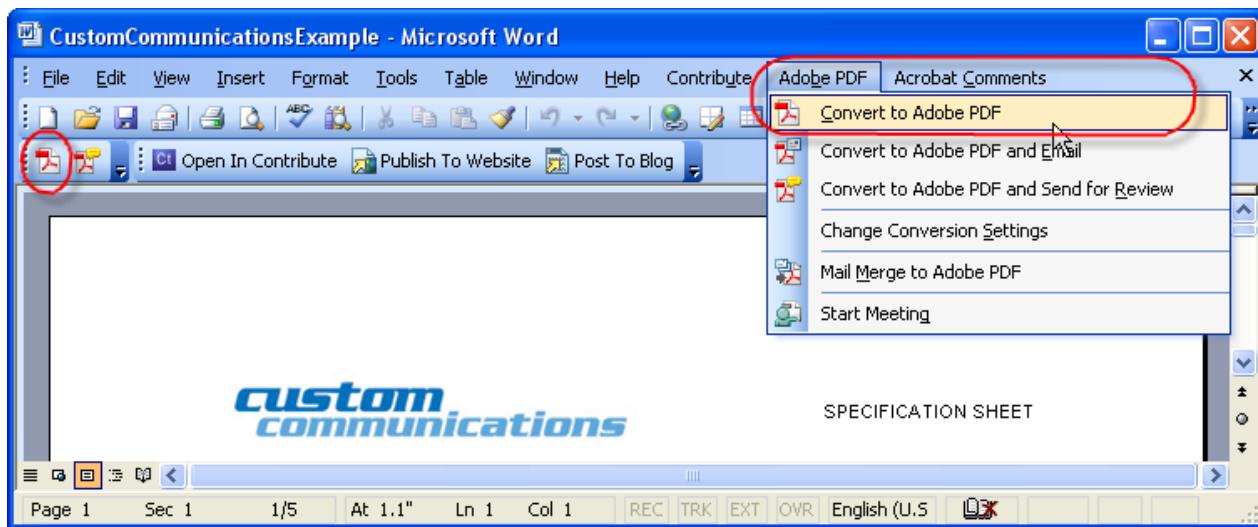 CustomCommunicationsExample - Microsoft Word
File Edit View Insert Format Tools Table Window Help Contribute Adobe PDF Acrobat Comments
Convert to Adobe PDF
ABC
Ct Open In Contribute Publish To Website Post To Blog
Convert to Adobe PDF and Email
Convert to Adobe PDF and Send for Review
Change Conversion Settings
Mail Merge to Adobe PDF
Start Meeting
custom
communications
SPECIFICATION SHEET
Page 1 Sec 1 1/5 At 1.1" Ln 1 Col 1 REC TRK EXT OVR English (U.S